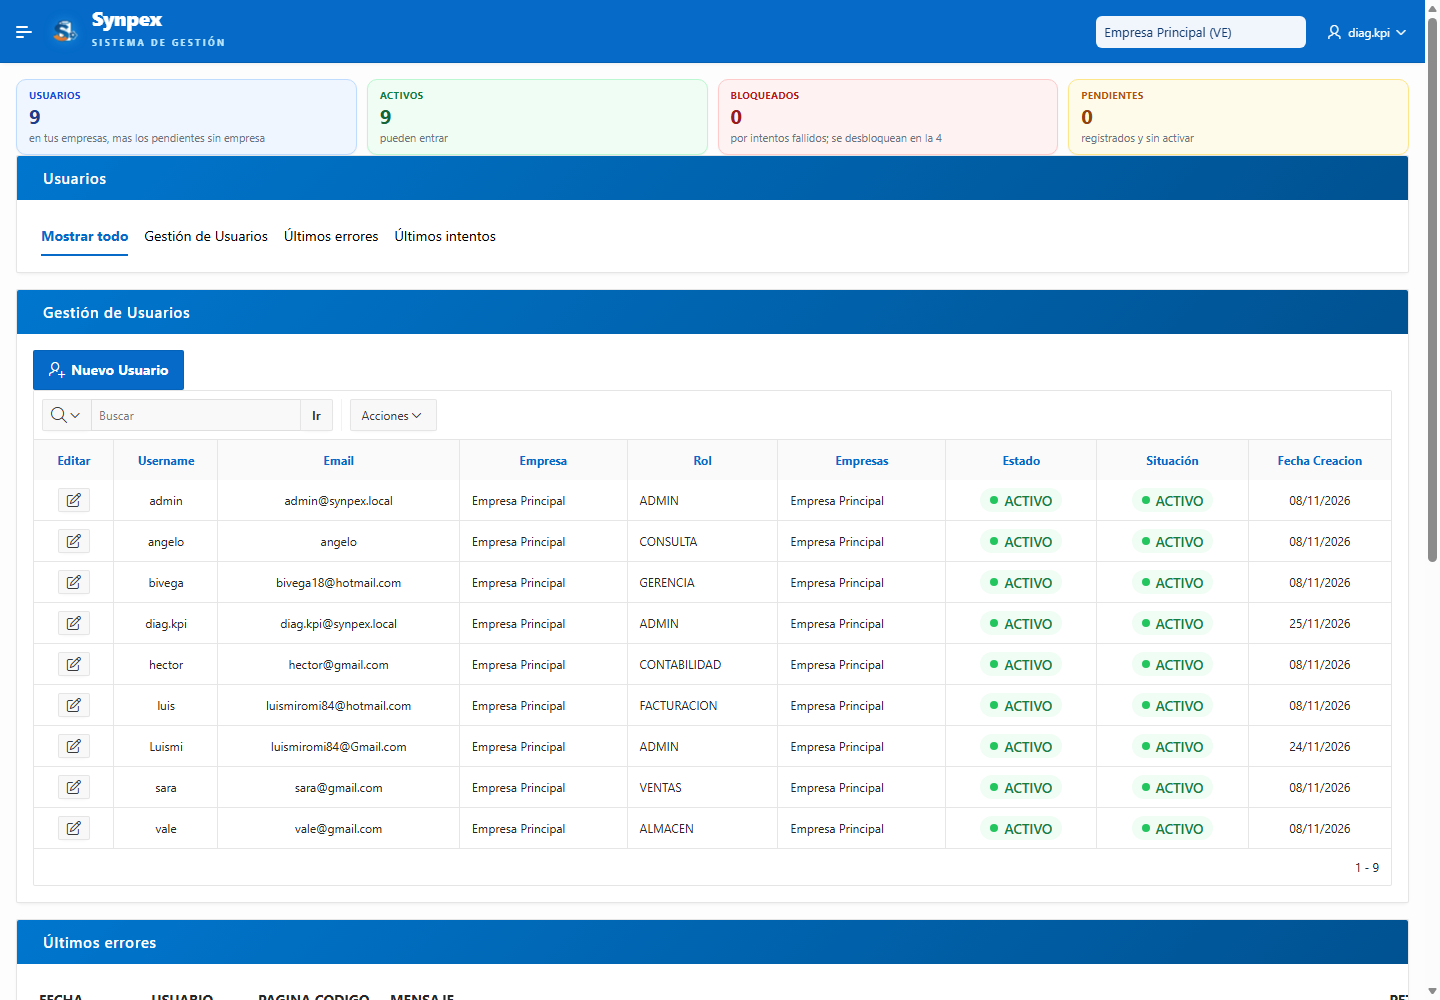 Synpex
SISTEMA DE GESTIÓN
Empresa Principal (VE)
diag.kpi
USUARIOS
9
en tus empresas, mas los pendientes sin empresa
ACTIVOS
9
pueden entrar
BLOQUEADOS
0
por intentos fallidos; se desbloquean en la 4
PENDIENTES
0
registrados y sin activar
Usuarios
Mostrar todo Gestión de Usuarios Últimos errores Últimos intentos
Gestión de Usuarios
Nuevo Usuario
Buscar Ir Acciones
Editar Username Email Empresa Rol Empresas Estado Situación Fecha Creacion
admin admin@synpex.local Empresa Principal ADMIN Empresa Principal ACTIVO ACTIVO 08/11/2026
angelo angelo Empresa Principal CONSULTA Empresa Principal ACTIVO ACTIVO 08/11/2026
bivega bivega18@hotmail.com Empresa Principal GERENCIA Empresa Principal ACTIVO ACTIVO 08/11/2026
diag.kpi diag.kpi@synpex.local Empresa Principal ADMIN Empresa Principal ACTIVO ACTIVO 25/11/2026
hector hector@gmail.com Empresa Principal CONTABILIDAD Empresa Principal ACTIVO ACTIVO 08/11/2026
luis luismiromi84@hotmail.com Empresa Principal FACTURACION Empresa Principal ACTIVO ACTIVO 08/11/2026
Luismi luismiromi84@Gmail.com Empresa Principal ADMIN Empresa Principal ACTIVO ACTIVO 24/11/2026
sara sara@gmail.com Empresa Principal VENTAS Empresa Principal ACTIVO ACTIVO 08/11/2026
vale vale@gmail.com Empresa Principal ALMACEN Empresa Principal ACTIVO ACTIVO 08/11/2026
1 - 9
Últimos errores
FECHA USUARIO PAGINA CODIGO MENSAJE